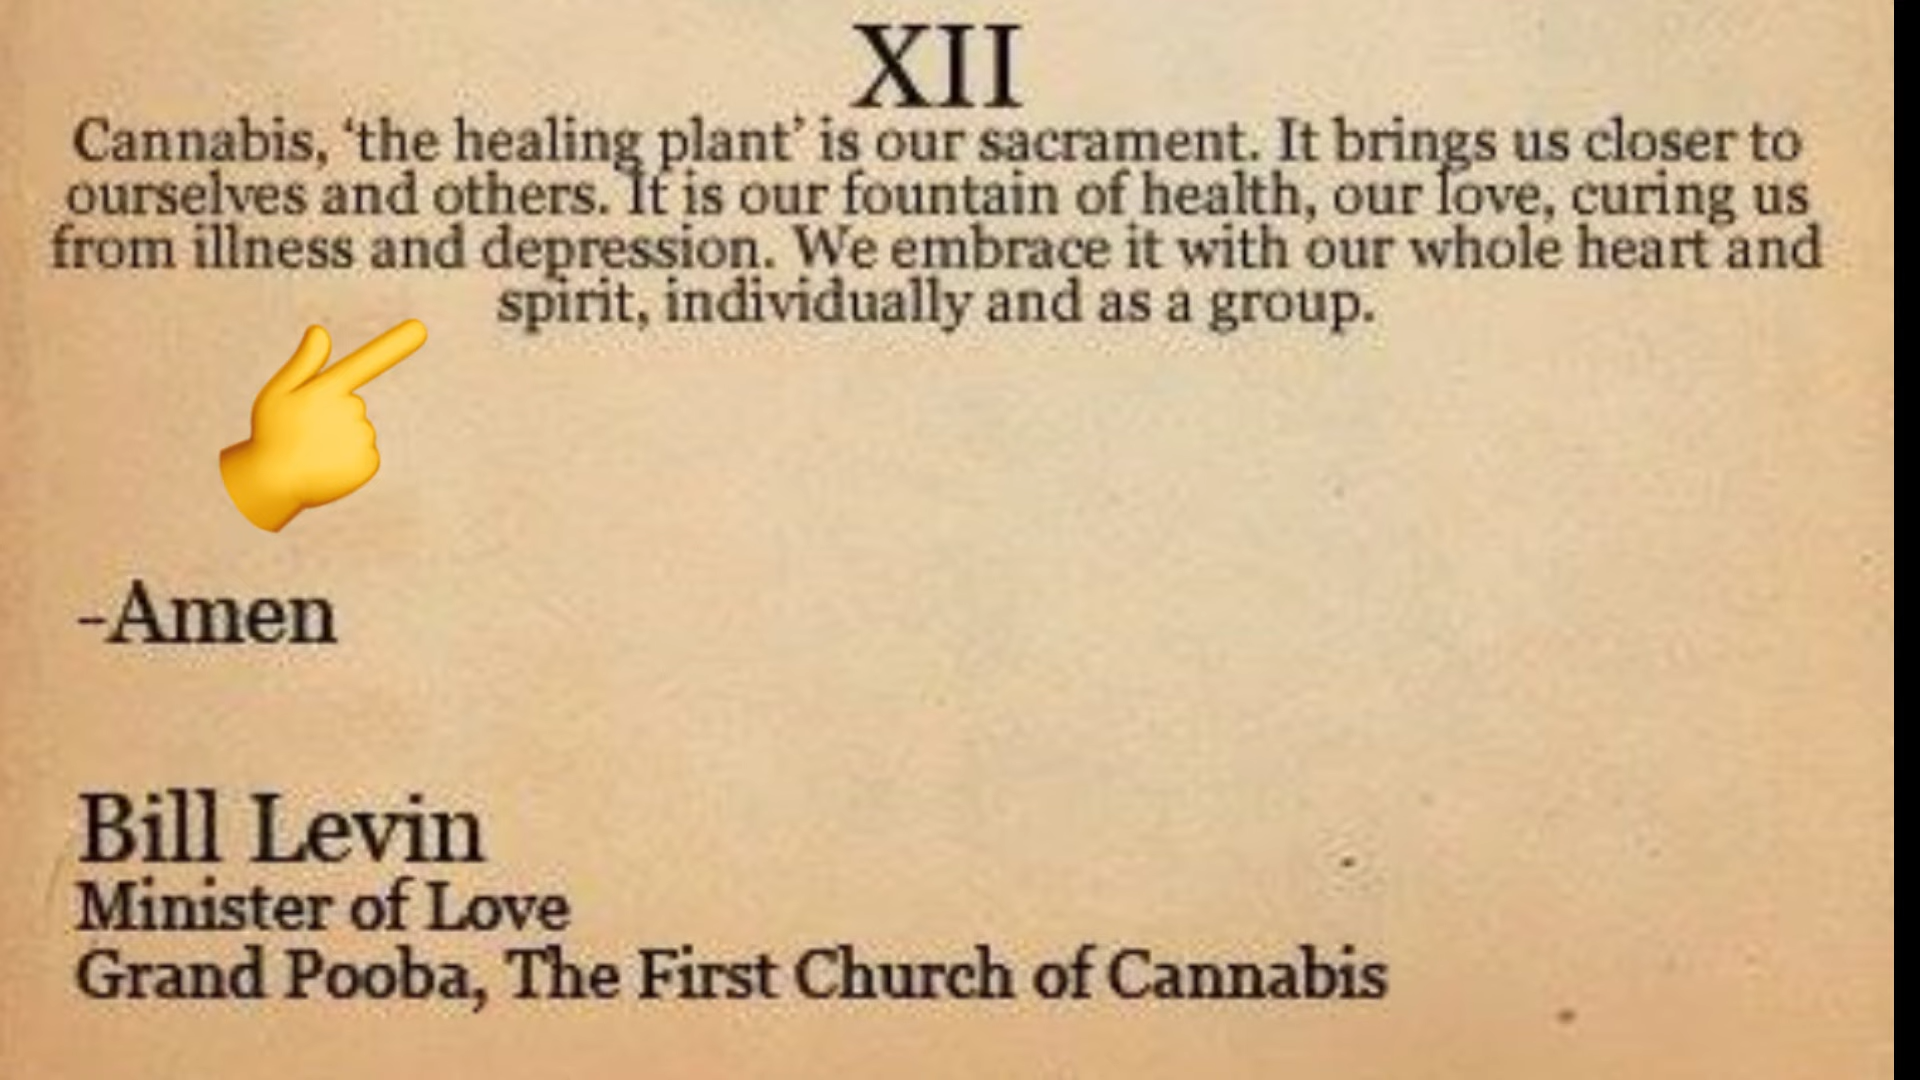 XII
Cannabis, ‘the healing plant’ is our sacrament. It brings us closer to
ourselves and others. It is our fountain of health, our love, curing us
from illness and depression. We embrace it with our whole heart and
spirit, individually and as a group.
-Amen
Bill Levin
Minister of Love
Grand Pooba, The First Church of Cannabis